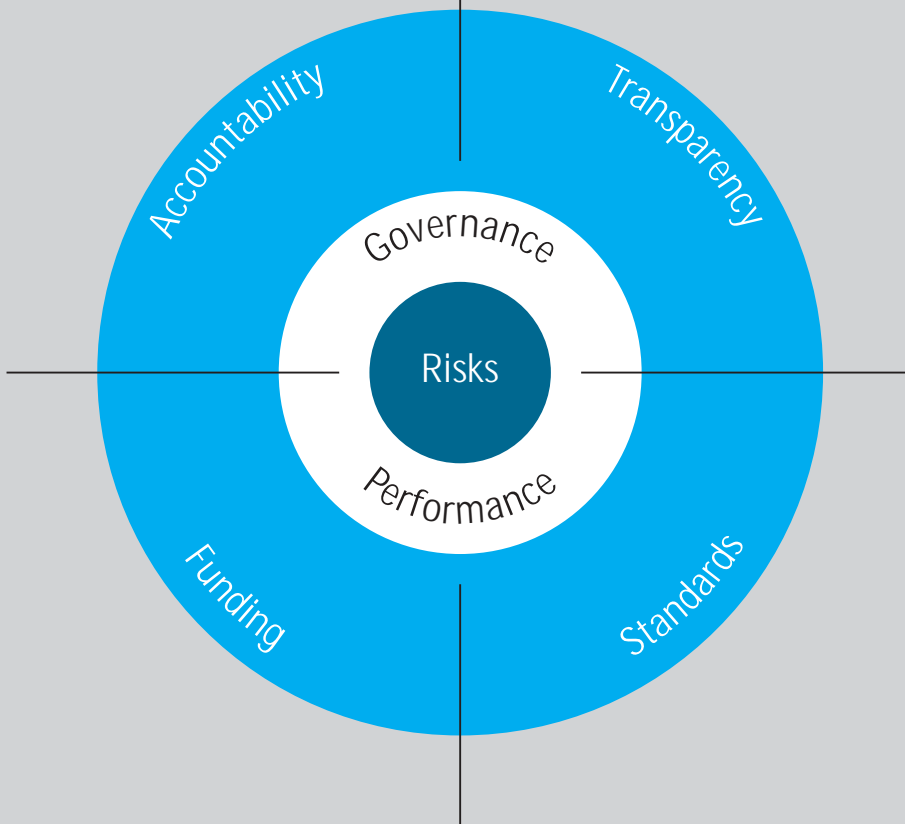 Accountability
Transparency
Governance
Risks
Performance
Funding
Standards